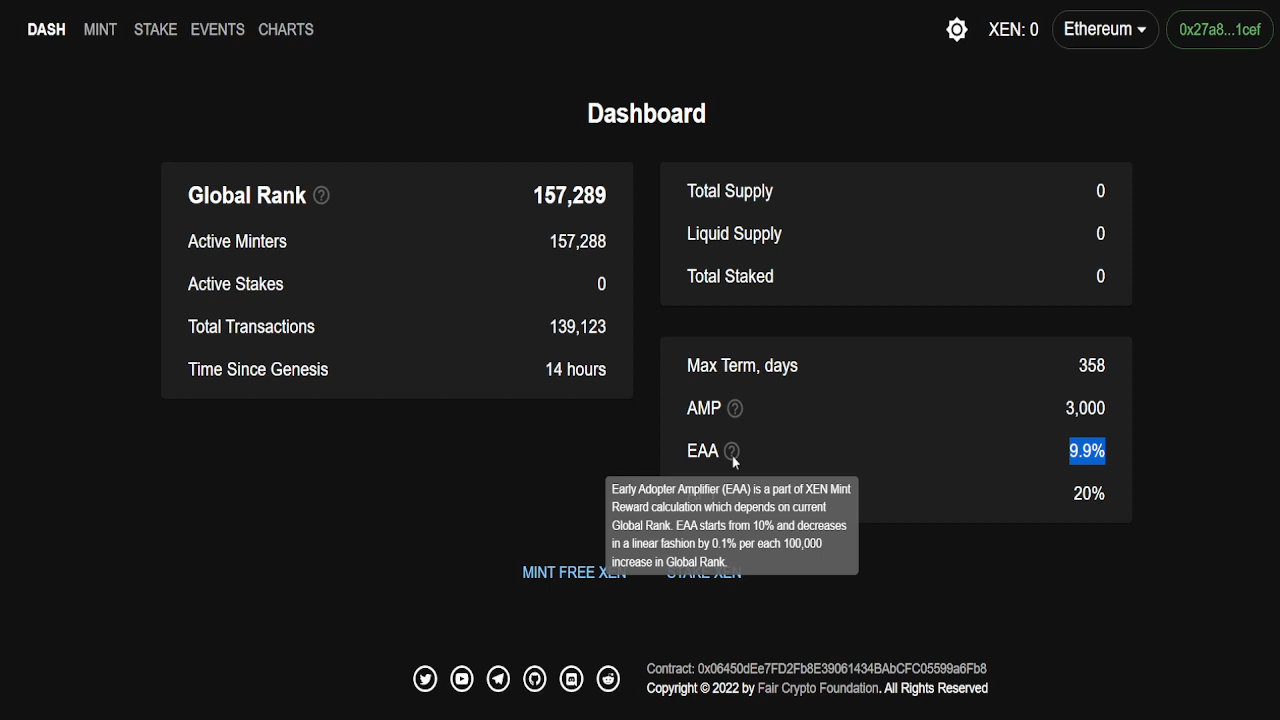 DASH MINT STAKE EVENTS CHARTS XEN: 0 Ethereum 0x27a8...1cef
Dashboard
Global Rank ? 157,289
Active Minters 157,288
Active Stakes 0
Total Transactions 139,123
Time Since Genesis 14 hours
Total Supply 0
Liquid Supply 0
Total Staked 0
Max Term, days 358
AMP ? 3,000
EAA ? 9.9%
20%
Early Adopter Amplifier (EAA) is a part of XEN Mint
Reward calculation which depends on current
Global Rank. EAA starts from 10% and decreases
in a linear fashion by 0.1% per each 100,000
increase in Global Rank.
MINT FREE XEN STAKE XEN
Contract: 0x06450dEe7FD2Fb8E39061434BAbCFC05599a6Fb8
Copyright © 2022 by Fair Crypto Foundation. All Rights Reserved